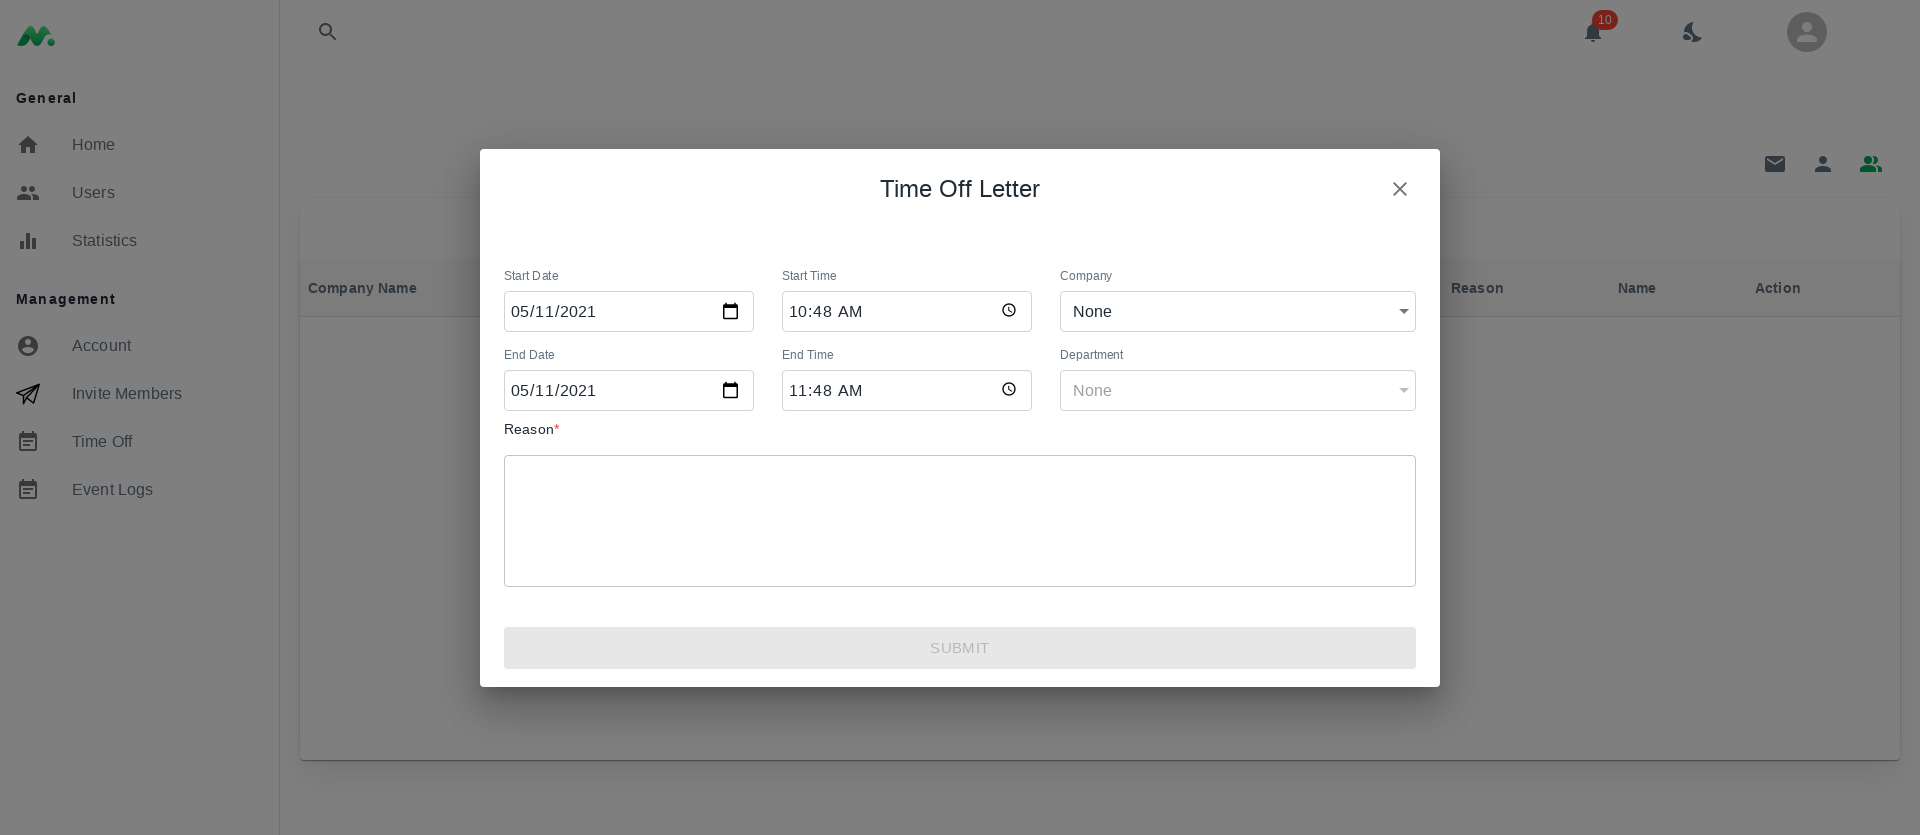 10
General
Home
Users
Statistics
Management
Account
Invite Members
Time Off
Event Logs
Company Name
Reason
Name
Action
Time Off Letter
Start Date
Start Time
Company
05/11/2021
10:48 AM
None
End Date
End Time
Department
05/11/2021
11:48 AM
None
Reason*
SUBMIT